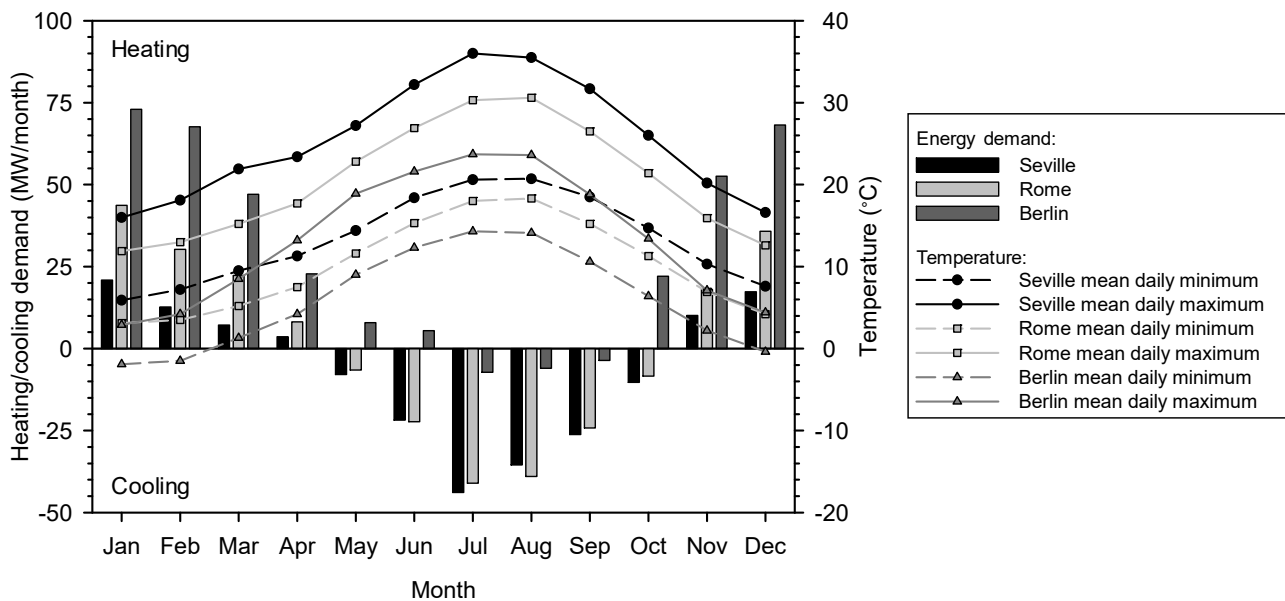 Heating/cooling demand (MW/month)
100
75
50
25
0
-25
-50
Heating
Cooling
Jan Feb Mar Apr May Jun Jul Aug Sep Oct Nov Dec
Month
40
30
20
10
0
-10
-20
Temperature (°C)
Energy demand:
Seville
Rome
Berlin
Temperature:
Seville mean daily minimum
Seville mean daily maximum
Rome mean daily minimum
Rome mean daily maximum
Berlin mean daily minimum
Berlin mean daily maximum